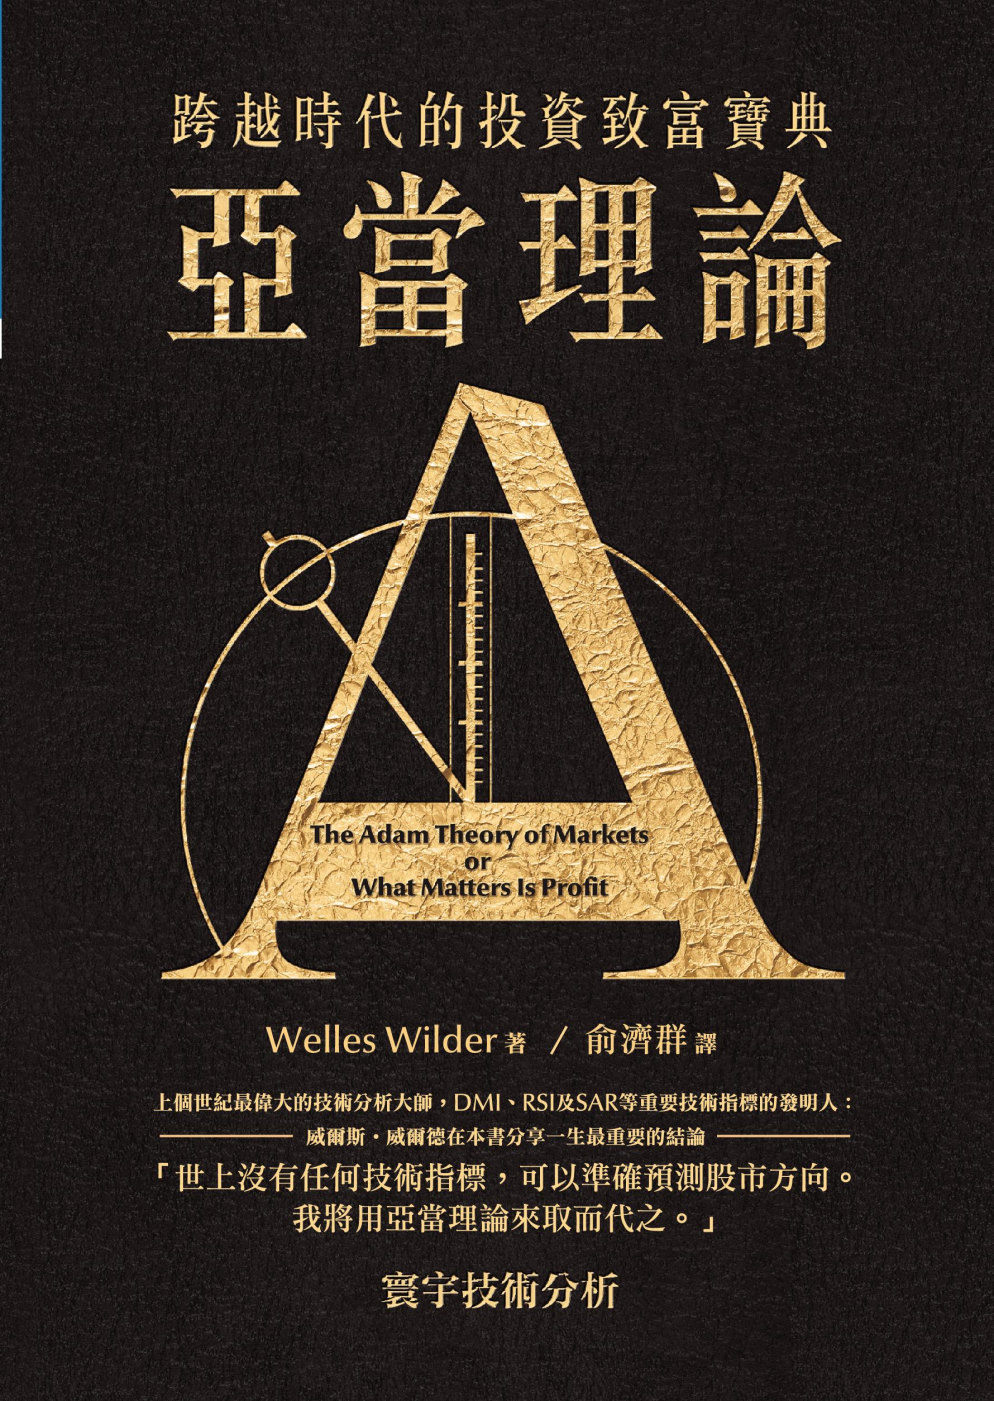 跨越時代的投資致富寶典
亞當理論
The Adam Theory of Markets
or
What Matters Is Profit
Welles Wilder 著 / 俞濟群 譯
上個世紀最偉大的技術分析大師，DMI、RSI及SAR等重要技術指標的發明人：
威爾斯·威爾德在本書分享一生最重要的結論
「世上沒有任何技術指標，可以準確預測股市方向。
我將用亞當理論來取而代之。」
寰宇技術分析